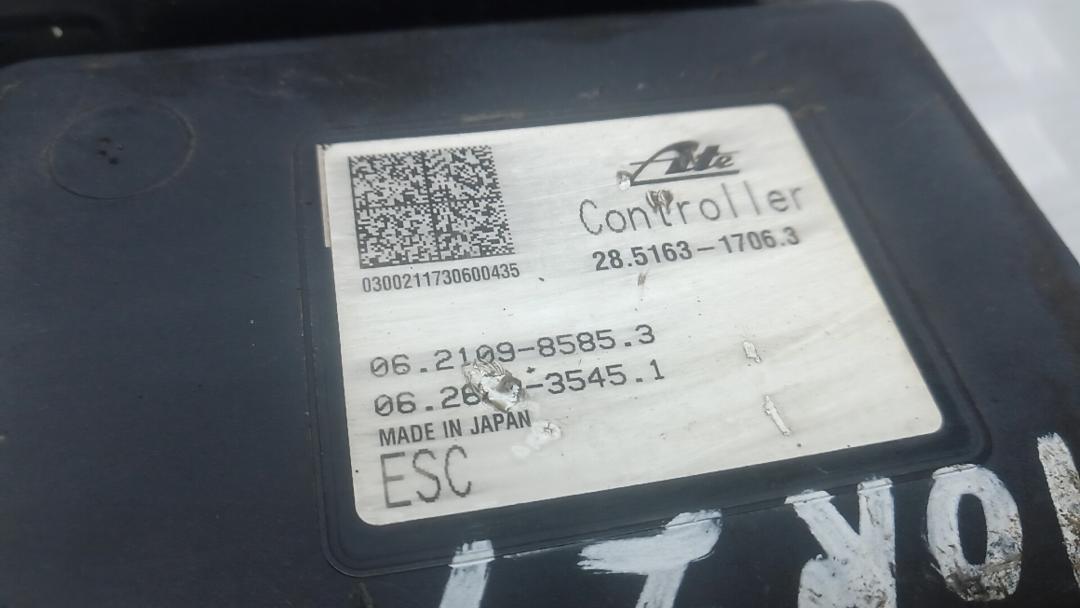 Ate
Controller
28.5163-1706.3
0300211730600435
06.2109-8585.3
MADE IN JAPAN
ESC